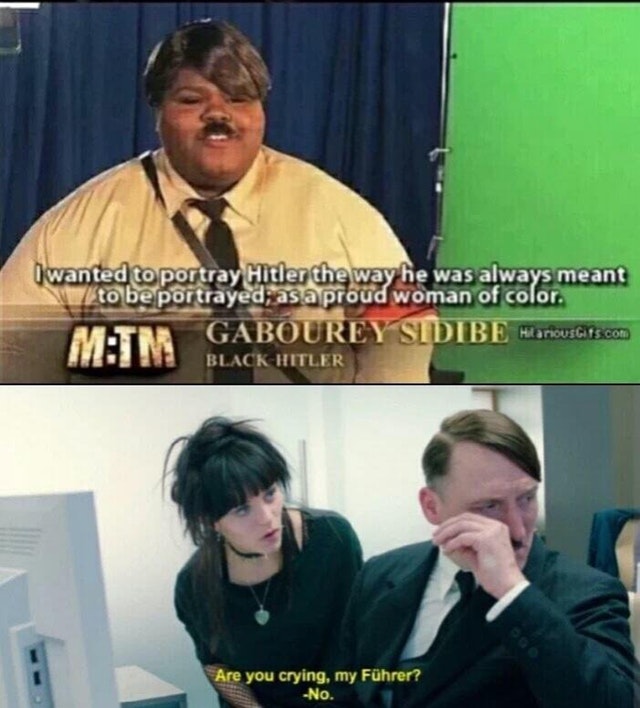 I wanted to portray Hitler the way he was always meant
to be portrayed; as a proud woman of color.
M:TM
GABOUREY SIDIBE
HilariousGifs.com
BLACK HITLER
Are you crying, my Führer?
-No.